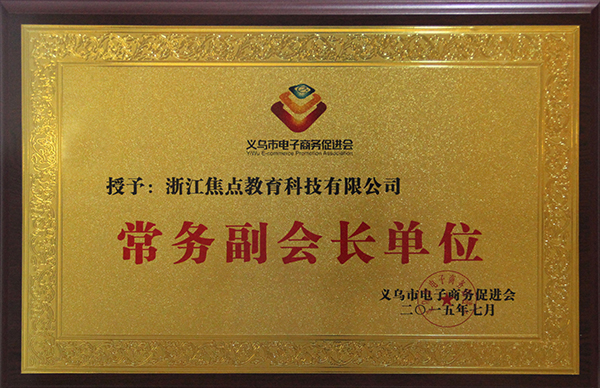 义乌市电子商务促进会
YiWu E-commerce Promotion Association
授予：浙江焦点教育科技有限公司
常务副会长单位
义乌市电子商务促进会
二〇一五年七月